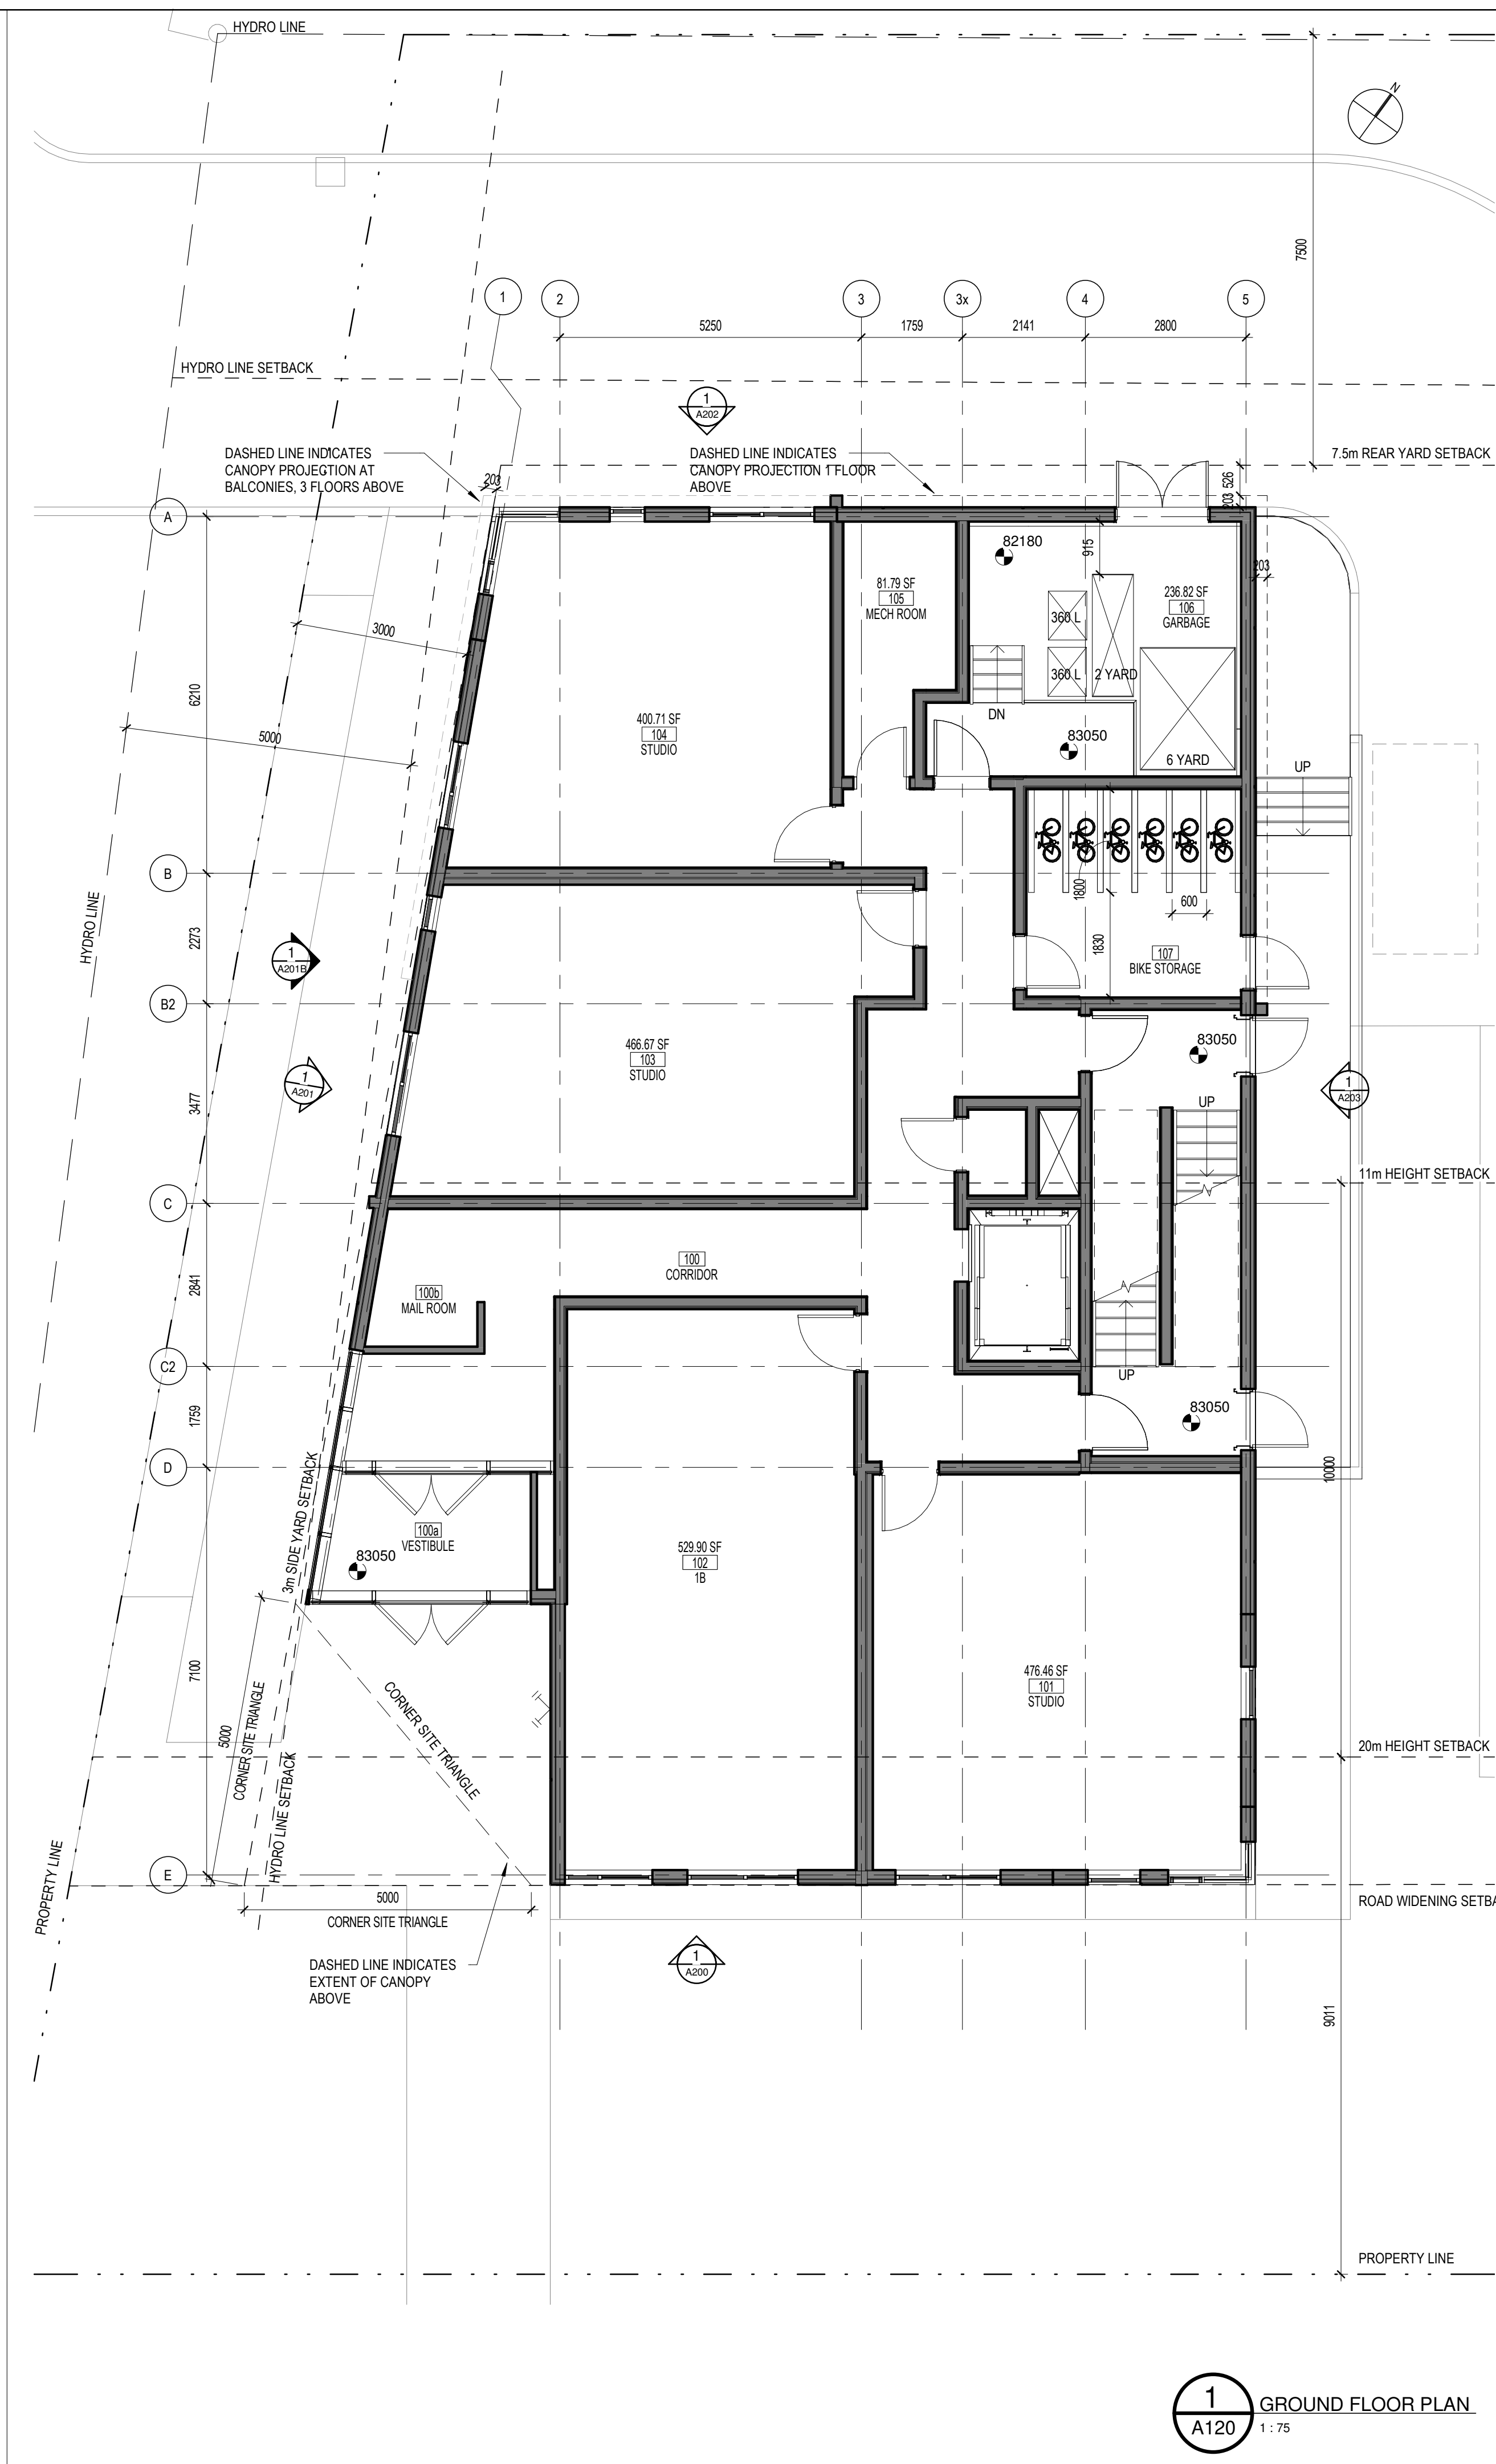 HYDRO LINE
N
7500
1
2
3
3x
4
5
5250
1759
2141
2800
HYDRO LINE SETBACK
1
A202
DASHED LINE INDICATES
CANOPY PROJECTION AT
BALCONIES, 3 FLOORS ABOVE
DASHED LINE INDICATES
CANOPY PROJECTION 1 FLOOR
ABOVE
7.5m REAR YARD SETBACK
203
526
203
A
82180
915
203
81.79 SF
105
MECH ROOM
236.82 SF
106
GARBAGE
360 L
360 L
2 YARD
3000
6210
5000
400.71 SF
104
STUDIO
DN
83050
6 YARD
UP
B
1800
600
HYDRO LINE
2273
1
A201B
1830
107
BIKE STORAGE
B2
466.67 SF
103
STUDIO
83050
1
A201
3477
1
A203
UP
11m HEIGHT SETBACK
C
100
CORRIDOR
2841
100b
MAIL ROOM
C2
UP
1759
83050
D
10000
3m SIDE YARD SETBACK
100a
VESTIBULE
83050
529.90 SF
102
1B
7100
476.46 SF
101
STUDIO
5000
CORNER SITE TRIANGLE
CORNER SITE TRIANGLE
20m HEIGHT SETBACK
HYDRO LINE SETBACK
PROPERTY LINE
E
5000
CORNER SITE TRIANGLE
ROAD WIDENING SETBA
DASHED LINE INDICATES
EXTENT OF CANOPY
ABOVE
1
A200
9011
PROPERTY LINE
1
A120
GROUND FLOOR PLAN
1 : 75